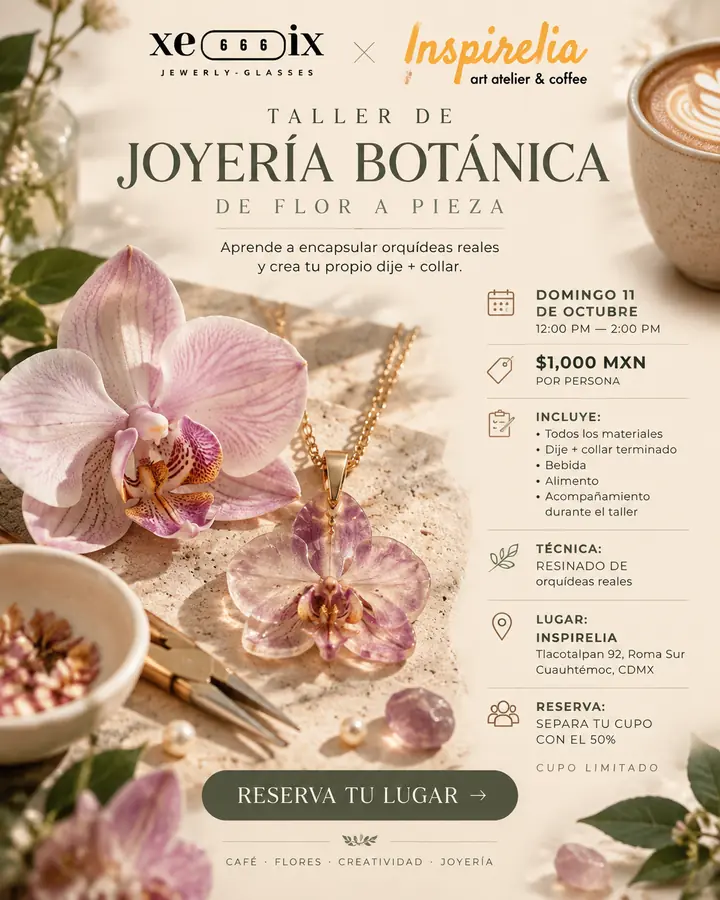 xe666ix
JEWERLY-GLASSES
Inspirelia
art atelier & coffee
TALLER DE
JOYERÍA BOTÁNICA
DE FLOR A PIEZA
Aprende a encapsular orquídeas reales
y crea tu propio dije + collar.
DOMINGO 11
DE OCTUBRE
12:00 PM — 2:00 PM
$1,000 MXN
POR PERSONA
INCLUYE:
• Todos los materiales
• Dije + collar terminado
• Bebida
• Alimento
• Acompañamiento
durante el taller
TÉCNICA:
RESINADO DE
orquídeas reales
LUGAR:
INSPIRELIA
Tlacotalpan 92, Roma Sur
Cuauhtémoc, CDMX
RESERVA:
SEPARA TU CUPO
CON EL 50%
CUPO LIMITADO
RESERVA TU LUGAR →
CAFÉ · FLORES · CREATIVIDAD · JOYERÍA